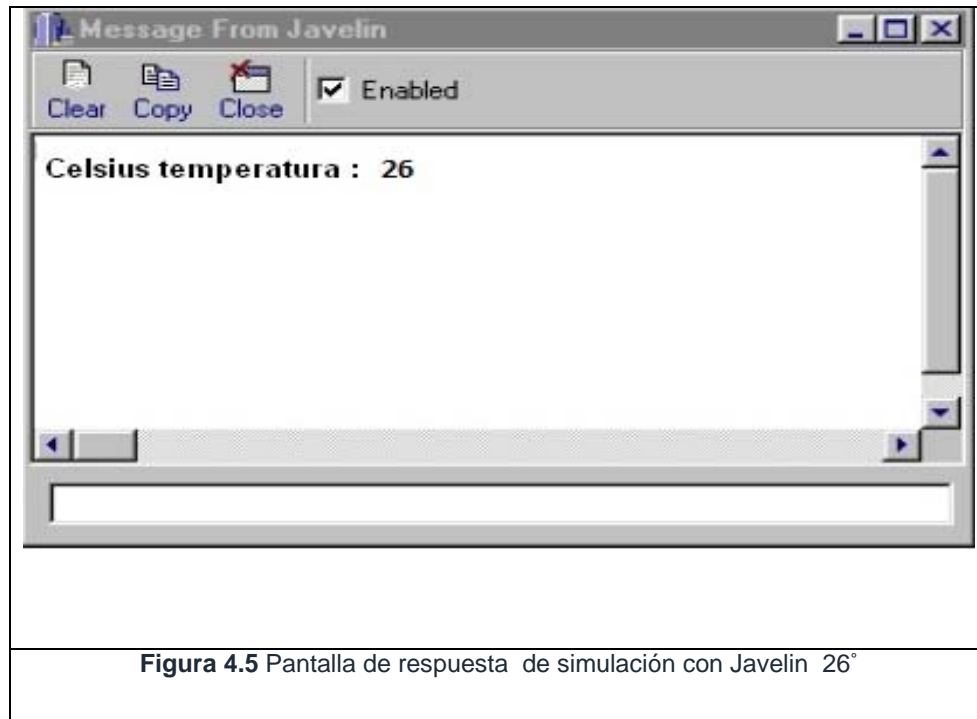 Message From Javelin
Clear Copy Close Enabled
Celsius temperatura : 26
Figura 4.5 Pantalla de respuesta de simulación con Javelin 26°